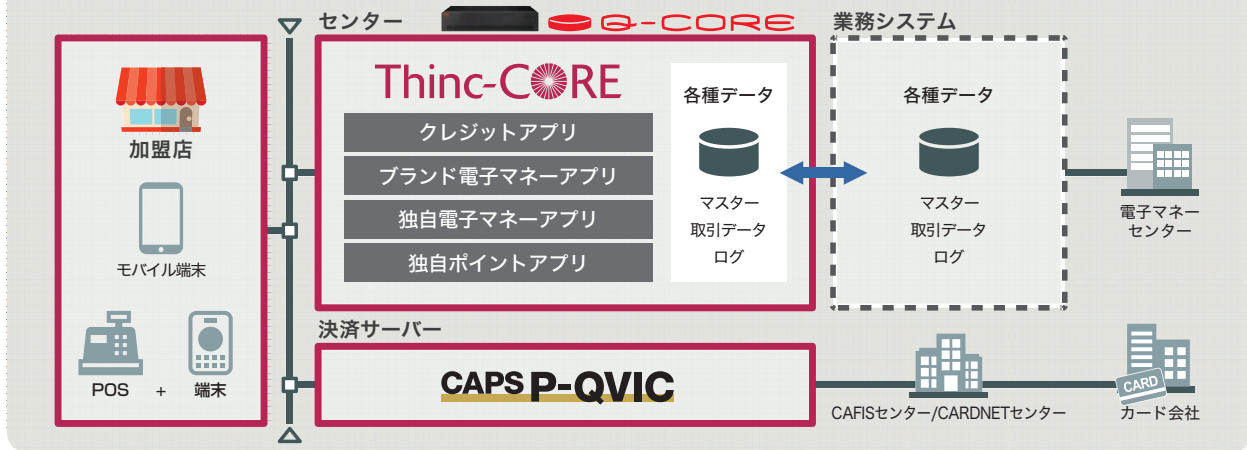 センター
Q-CORE
業務システム
加盟店
モバイル端末
POS + 端末
Thinc-CORE
クレジットアプリ
ブランド電子マネーアプリ
独自電子マネーアプリ
独自ポイントアプリ
各種データ
マスター
取引データ
ログ
各種データ
マスター
取引データ
ログ
電子マネー
センター
決済サーバー
CAPS P-QVIC
CAFISセンター/CARDNETセンター
CARD
カード会社